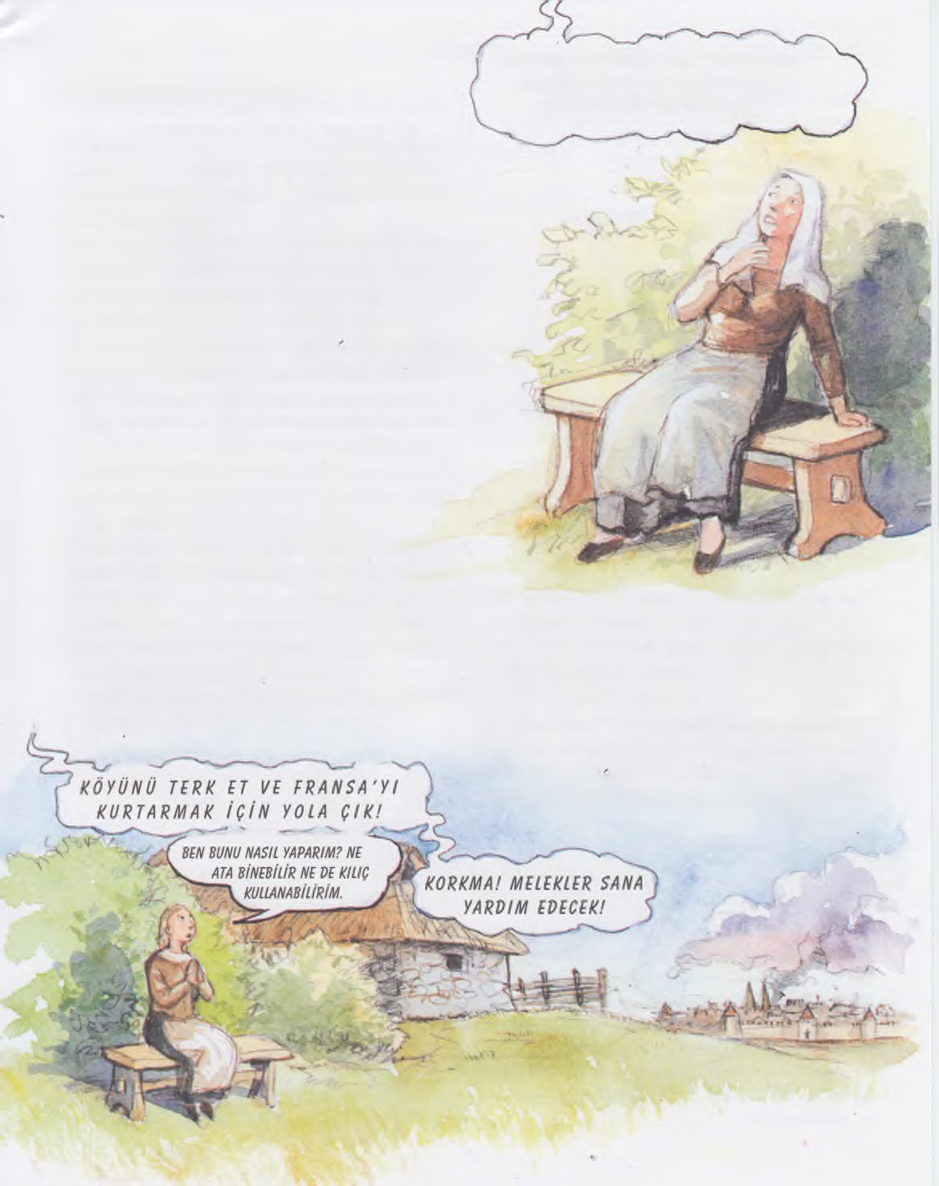 KÖYÜNÜ TERK ET VE FRANSA'YI
KURTARMAK İÇİN YOLA ÇIK!
BEN BUNU NASIL YAPARIM? NE
ATA BİNEBİLİR NE DE KILIÇ
KULLANABİLİRİM.
KORKMA! MELEKLER SANA
YARDIM EDECEK!